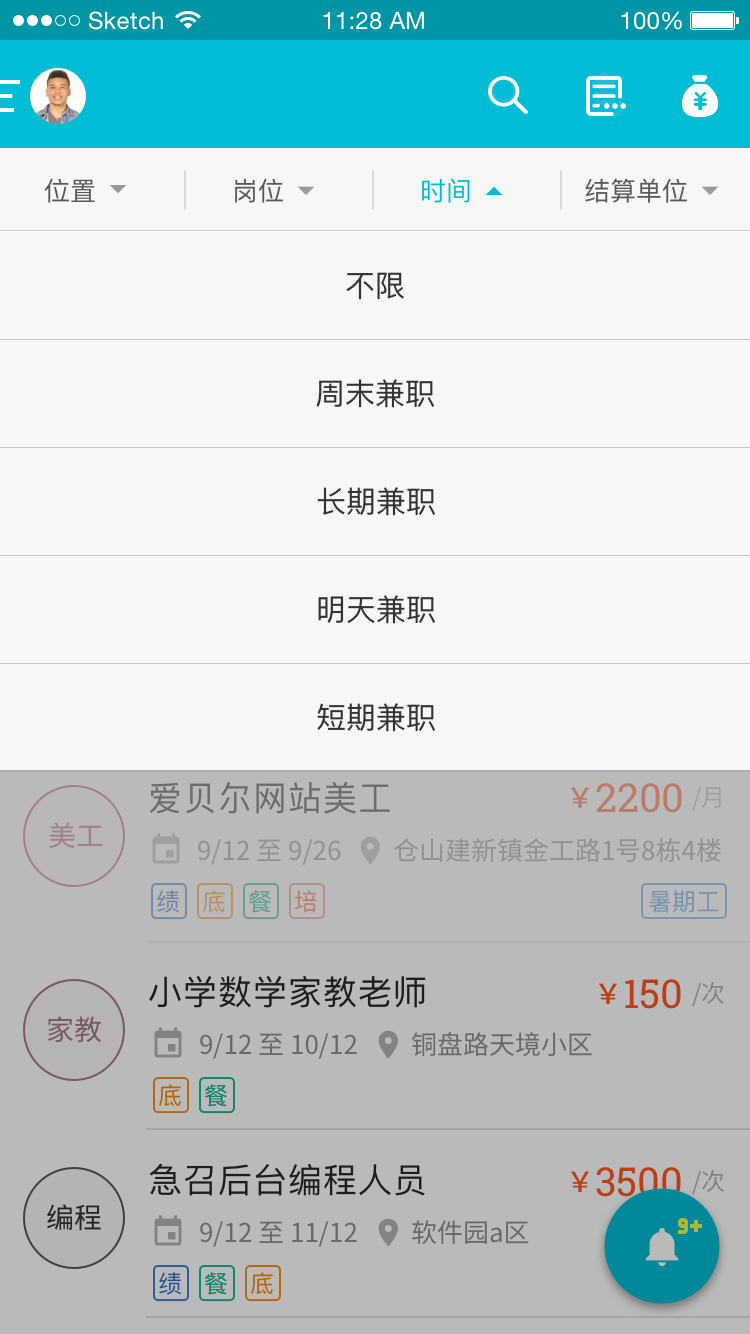 Sketch 11:28 AM 100%
位置 岗位 时间 结算单位
不限
周末兼职
长期兼职
明天兼职
短期兼职
美工
爱贝尔网站美工 ¥2200 /月
9/12 至 9/26 仓山建新镇金工路1号8栋4楼
绩 底 餐 培 暑期工
家教
小学数学家教老师 ¥150 /次
9/12 至 10/12 铜盘路天境小区
底 餐
编程
急召后台编程人员 ¥3500 /次
9/12 至 11/12 软件园a区
9+
绩 餐 底